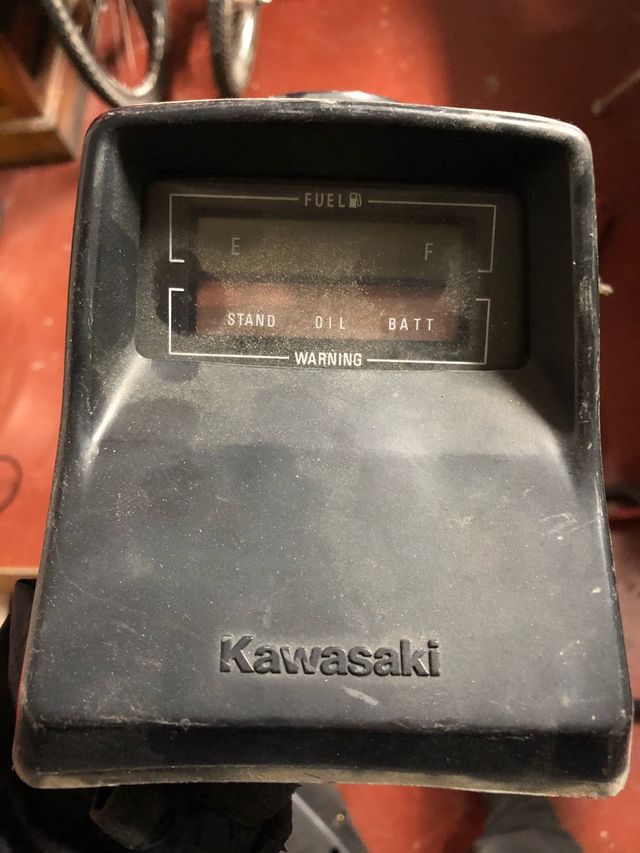 FUEL
E F
STAND OIL BATT
WARNING
Kawasaki